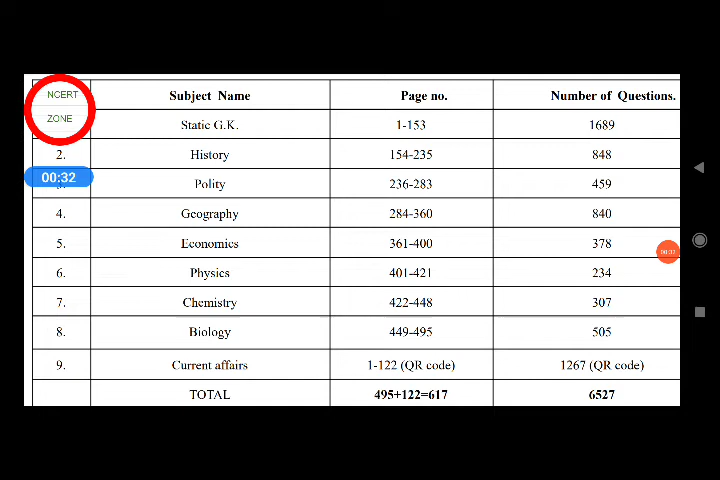 NCERT
ZONE
Subject Name Page no. Number of Questions.
Static G.K. 1-153 1689
2. History 154-235 848
00:32
Polity 236-283 459
4. Geography 284-360 840
5. Economics 361-400 378
6. Physics 401-421 234
7. Chemistry 422-448 307
8. Biology 449-495 505
9. Current affairs 1-122 (QR code) 1267 (QR code)
TOTAL 495+122=617 6527